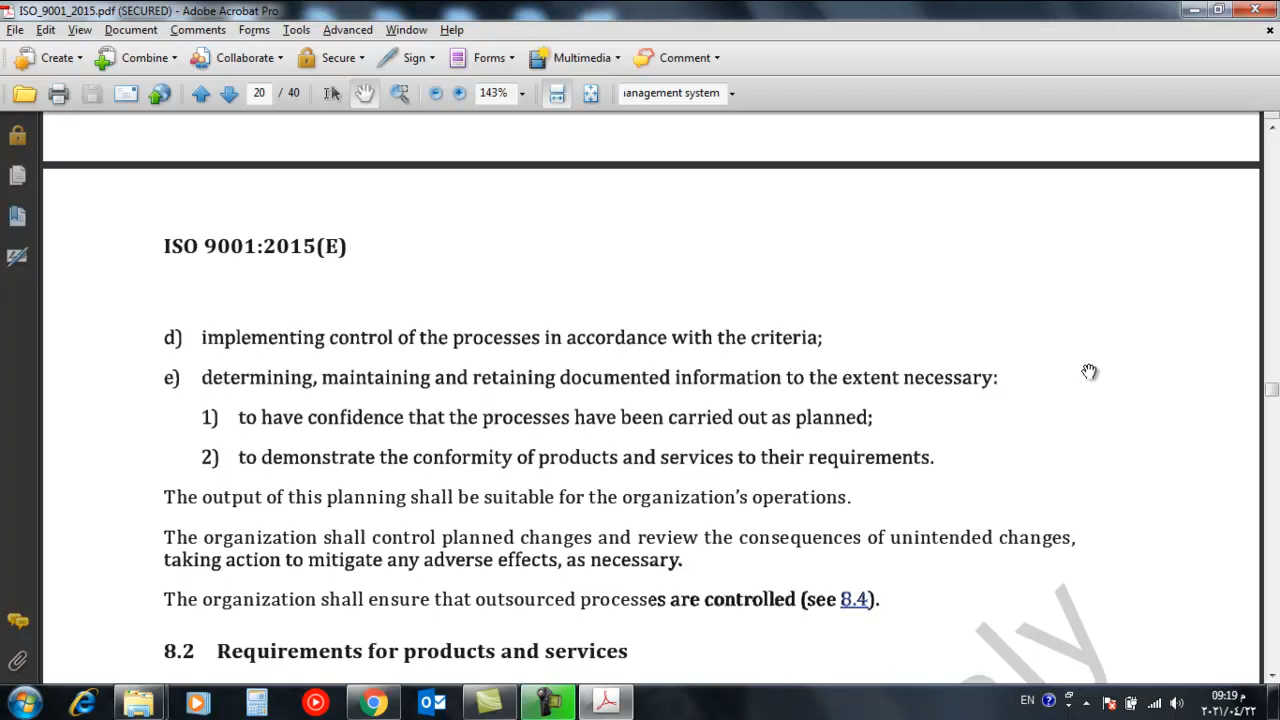 ISO_9001_2015.pdf (SECURED) - Adobe Acrobat Pro
File Edit View Document Comments Forms Tools Advanced Window Help
Create Combine Collaborate Secure Sign Forms Multimedia Comment
20 / 40 143% anagement system
ISO 9001:2015(E)
d) implementing control of the processes in accordance with the criteria;
e) determining, maintaining and retaining documented information to the extent necessary:
1) to have confidence that the processes have been carried out as planned;
2) to demonstrate the conformity of products and services to their requirements.
The output of this planning shall be suitable for the organization's operations.
The organization shall control planned changes and review the consequences of unintended changes,
taking action to mitigate any adverse effects, as necessary.
The organization shall ensure that outsourced processes are controlled (see 8.4).
8.2 Requirements for products and services
ly
EN 09:19 م
٢٠٢١/٠٤/٢٢